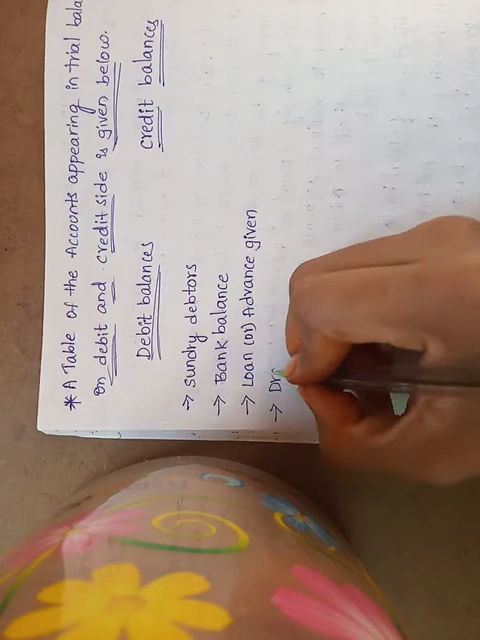 * A Table of the Accounts appearing in trial bala
on debit and credit side is given below.
Debit balances credit balances
→ Sundry debtors
→ Bank balance
→ Loan (or) Advance given
→ Dr